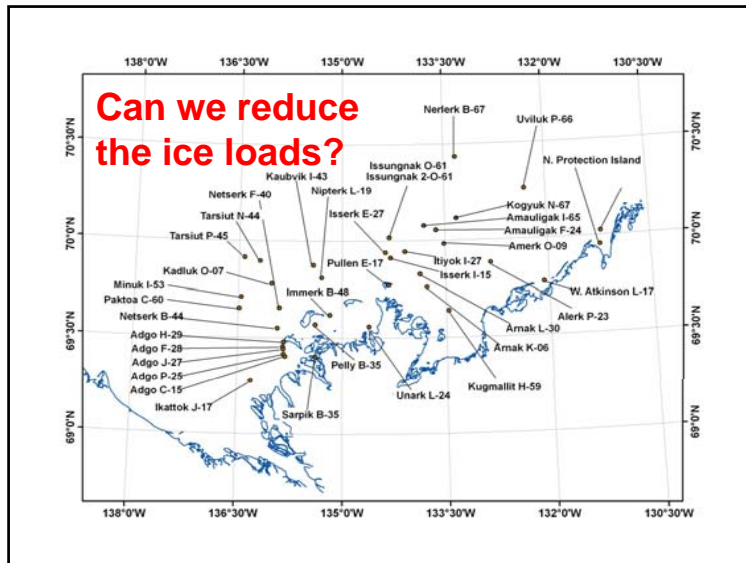 138°0'W 136°30'W 135°0'W 133°30'W 132°0'W 130°30'W
Can we reduce
the ice loads?
Nerlerk B-67
Uviluk P-66
70°30'N
70°30'N
Issungnak O-61
Issungnak 2-O-61
N. Protection Island
Kaubvik I-43
Nipterk L-19
Netserk F-40
Isserk E-27
Kogyuk N-67
Amauligak I-65
Amauligak F-24
Amerk O-09
Tarsiut N-44
Tarsiut P-45
70°0'N
70°0'N
Kadluk O-07
Pullen E-17
Itiyok I-27
Isserk I-15
Minuk I-53
Paktoa C-60
Immerk B-48
W. Atkinson L-17
Alerk P-23
Netserk B-44
Arnak L-30
69°30'N
69°30'N
Adgo H-29
Adgo F-28
Adgo J-27
Adgo P-25
Adgo C-15
Arnak K-06
Pelly B-35
Kugmallit H-59
Ikattok J-17
Unark L-24
Sarpik B-35
69°0'N
69°0'N
138°0'W 136°30'W 135°0'W 133°30'W 132°0'W 130°30'W